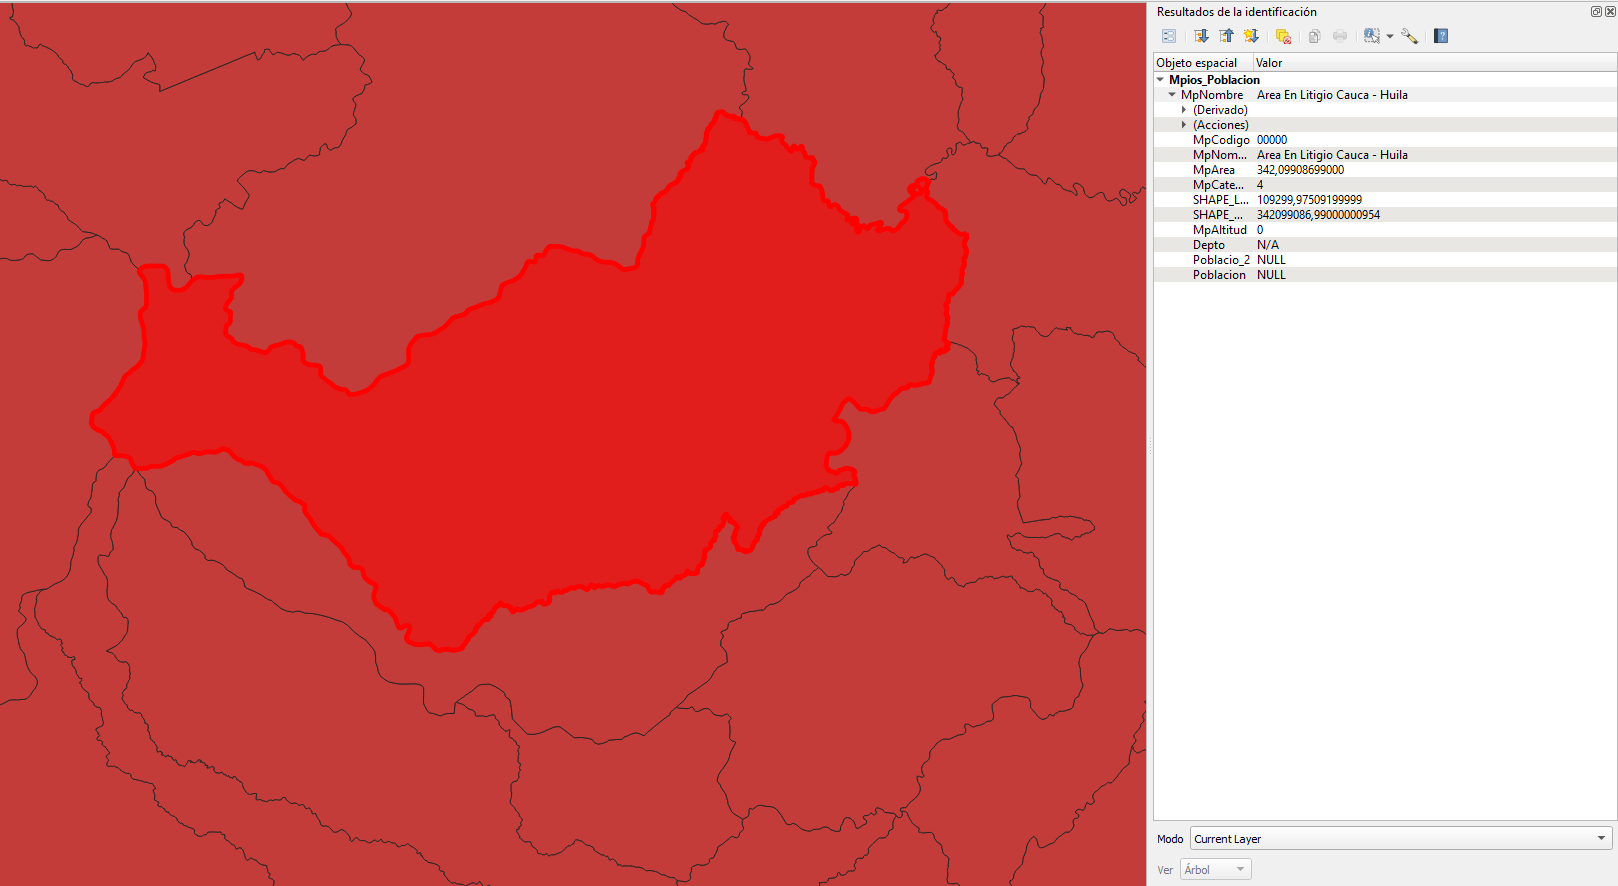 Resultados de la identificación
Objeto espacial Valor
Mpios_Poblacion
MpNombre Area En Litigio Cauca - Huila
(Derivado)
(Acciones)
MpCodigo 00000
MpNom... Area En Litigio Cauca - Huila
MpArea 342,09908699000
MpCate... 4
SHAPE_L... 109299,97509199999
SHAPE_... 342099086,99000000954
MpAltitud 0
Depto N/A
Poblacio_2 NULL
Poblacion NULL
Modo Current Layer
Ver Árbol